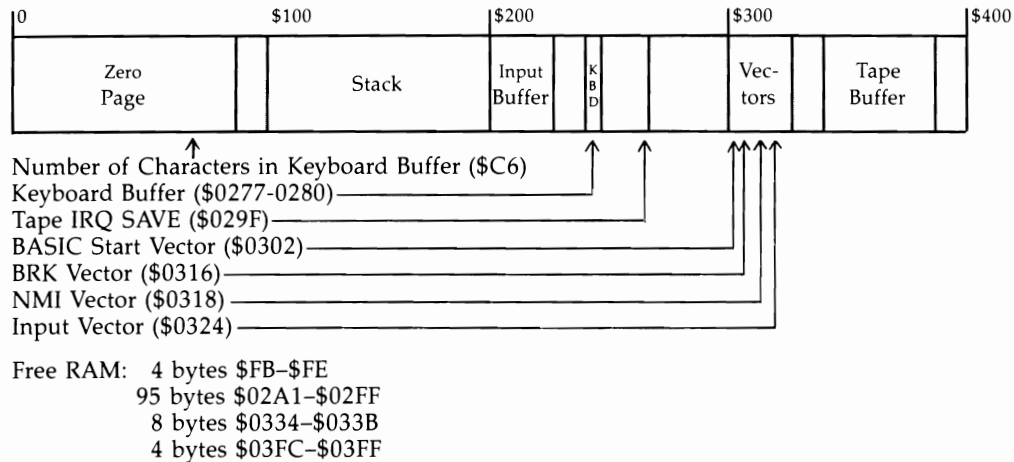 0 $100 $200 $300 $400
Zero
Page
Stack
Input
Buffer
K
B
D
Vec-
tors
Tape
Buffer
Number of Characters in Keyboard Buffer ($C6)
Keyboard Buffer ($0277-0280)
Tape IRQ SAVE ($029F)
BASIC Start Vector ($0302)
BRK Vector ($0316)
NMI Vector ($0318)
Input Vector ($0324)
Free RAM: 4 bytes $FB–$FE
95 bytes $02A1–$02FF
8 bytes $0334–$033B
4 bytes $03FC–$03FF